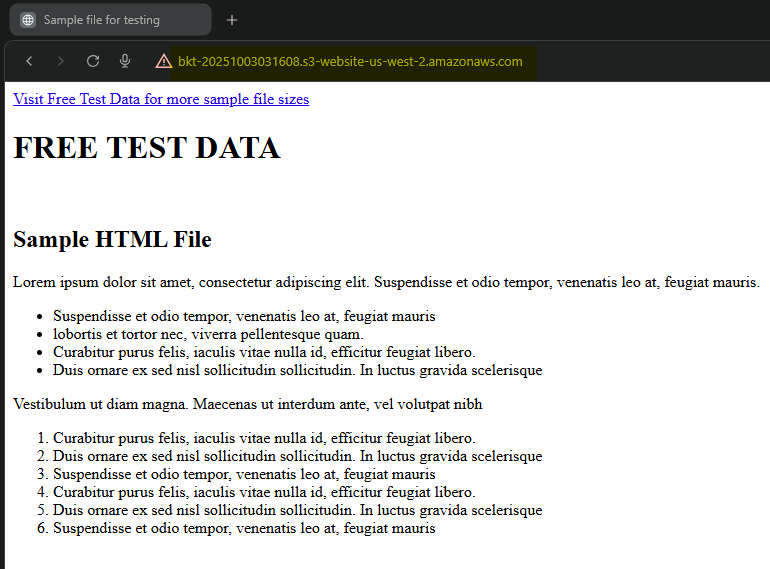 Sample file for testing
bkt-20251003031608.s3-website-us-west-2.amazonaws.com
Visit Free Test Data for more sample file sizes
FREE TEST DATA
Sample HTML File
Lorem ipsum dolor sit amet, consectetur adipiscing elit. Suspendisse et odio tempor, venenatis leo at, feugiat mauris.
• Suspendisse et odio tempor, venenatis leo at, feugiat mauris
• lobortis et tortor nec, viverra pellentesque quam.
• Curabitur purus felis, iaculis vitae nulla id, efficitur feugiat libero.
• Duis ornare ex sed nisl sollicitudin sollicitudin. In luctus gravida scelerisque
Vestibulum ut diam magna. Maecenas ut interdum ante, vel volutpat nibh
1. Curabitur purus felis, iaculis vitae nulla id, efficitur feugiat libero.
2. Duis ornare ex sed nisl sollicitudin sollicitudin. In luctus gravida scelerisque
3. Suspendisse et odio tempor, venenatis leo at, feugiat mauris
4. Curabitur purus felis, iaculis vitae nulla id, efficitur feugiat libero.
5. Duis ornare ex sed nisl sollicitudin sollicitudin. In luctus gravida scelerisque
6. Suspendisse et odio tempor, venenatis leo at, feugiat mauris